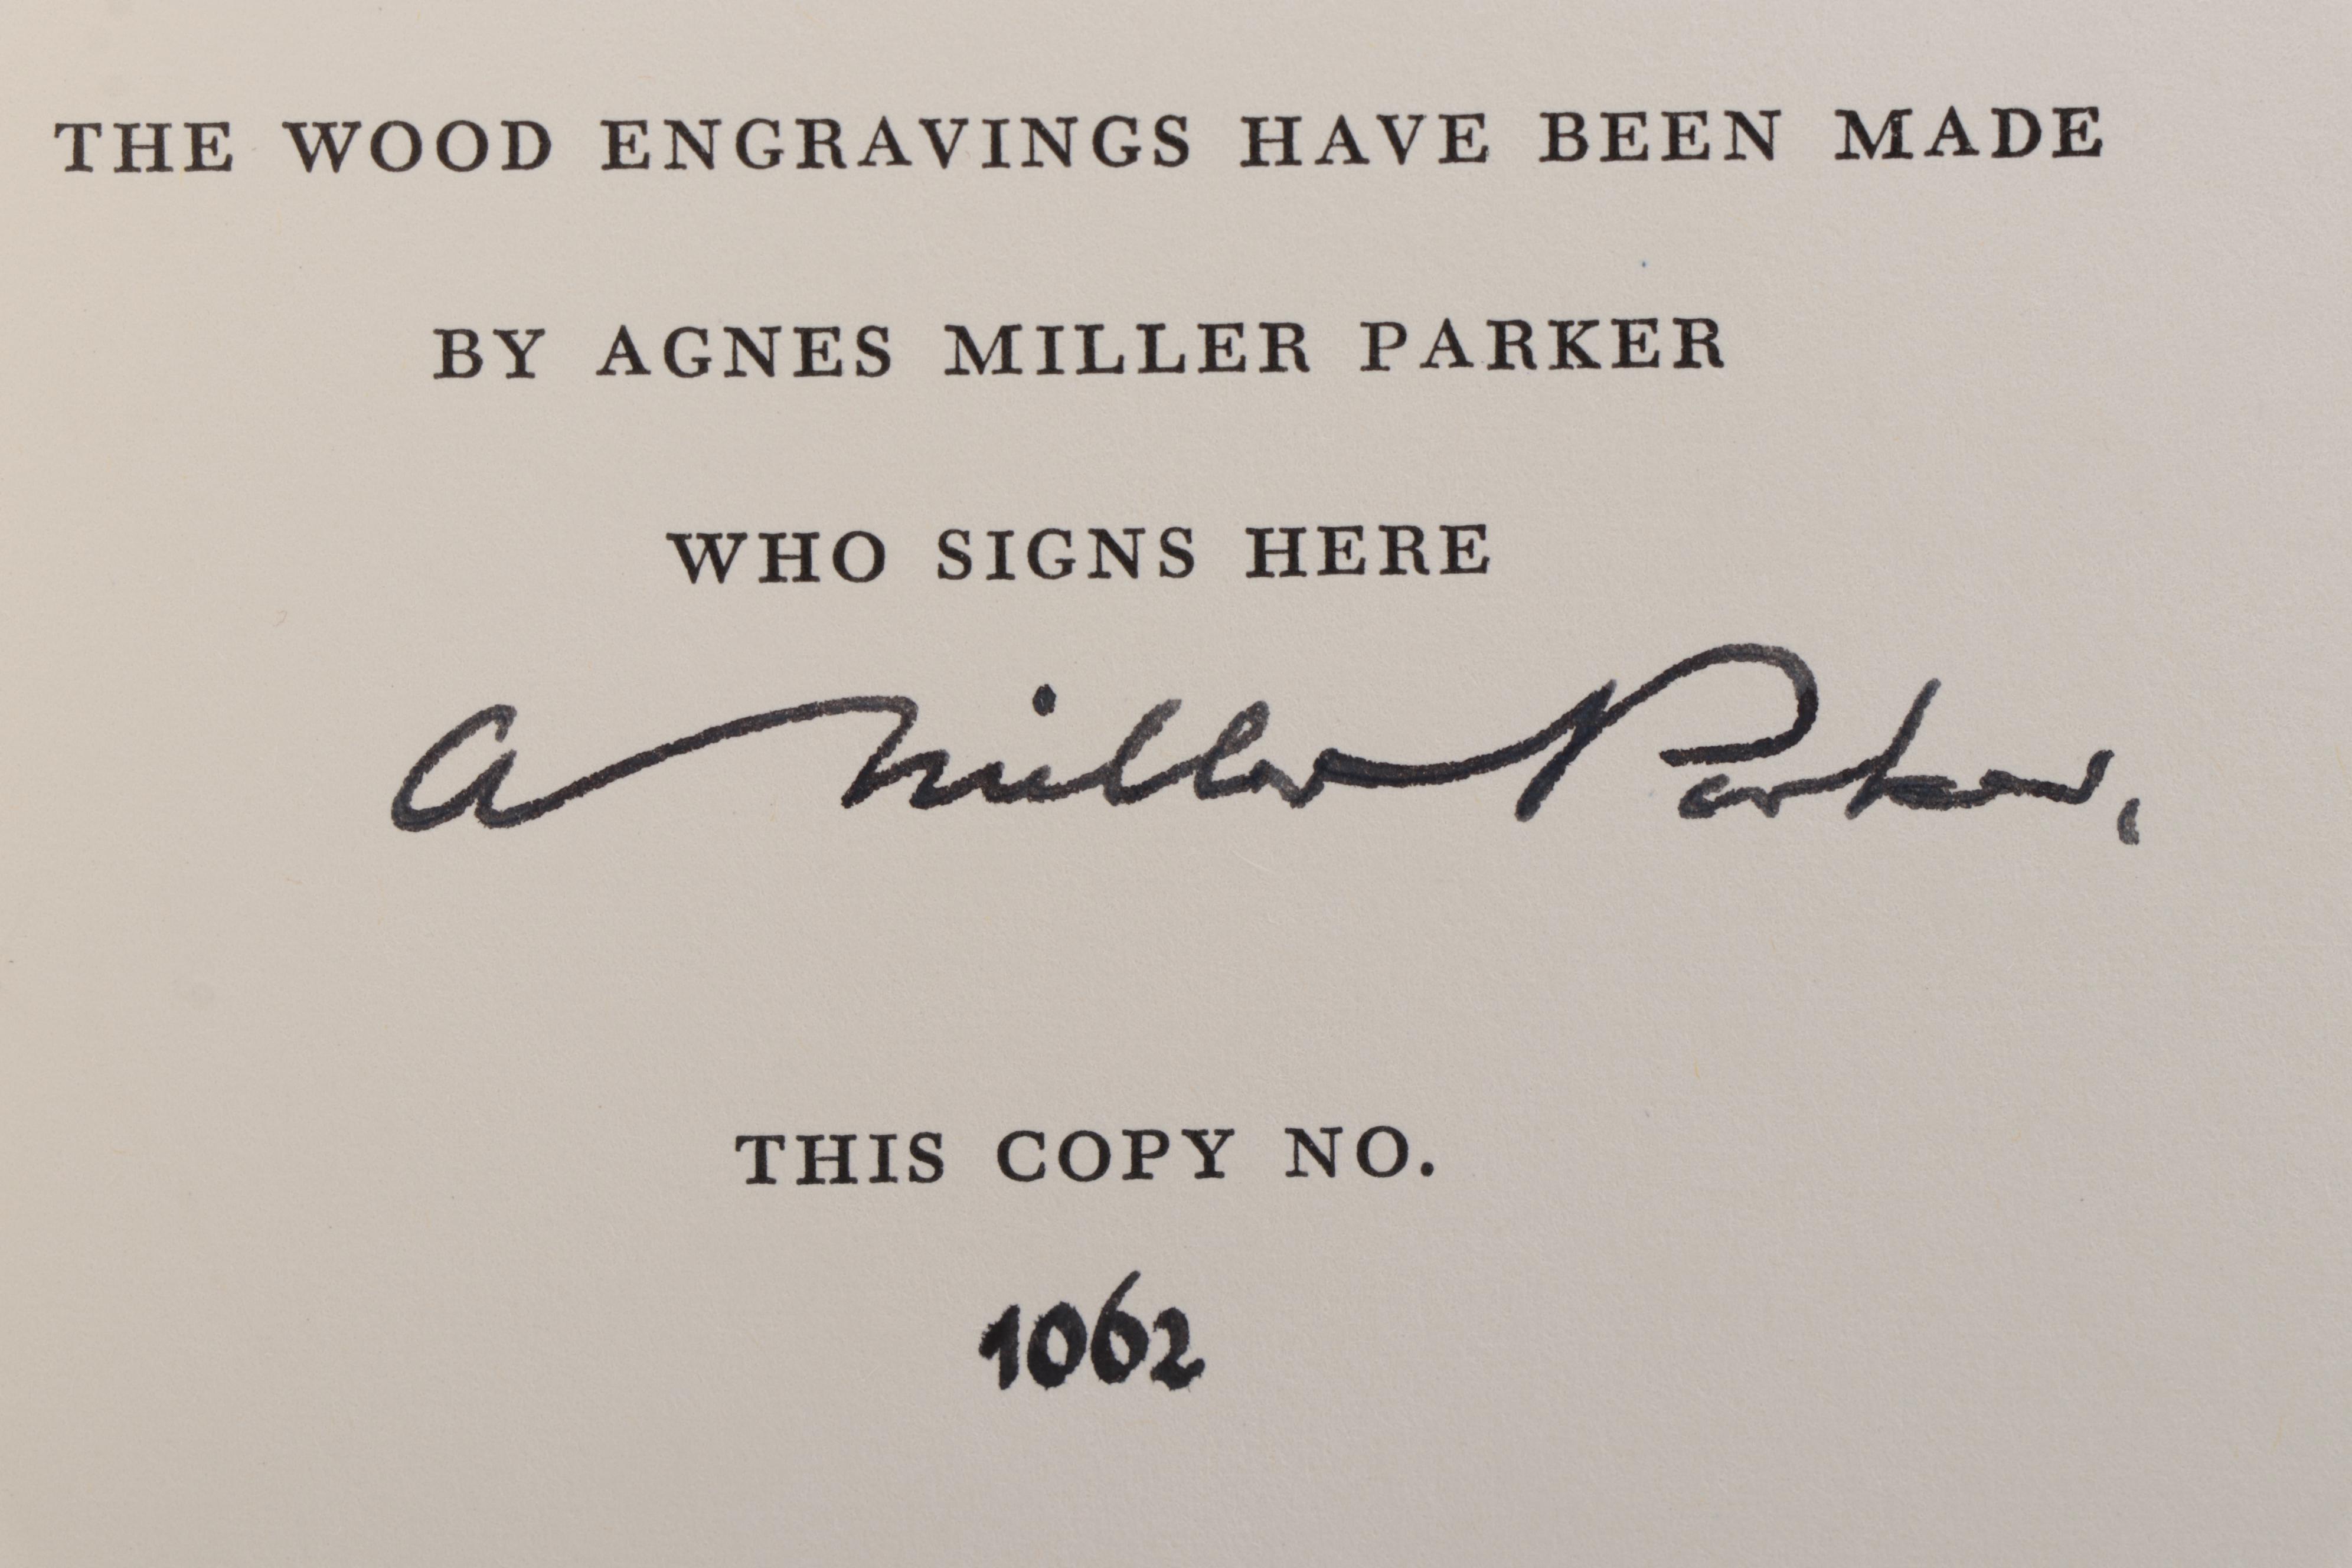 THE WOOD ENGRAVINGS HAVE BEEN MADE
BY AGNES MILLER PARKER
WHO SIGNS HERE
A Miller Parker.
THIS COPY NO.
1062